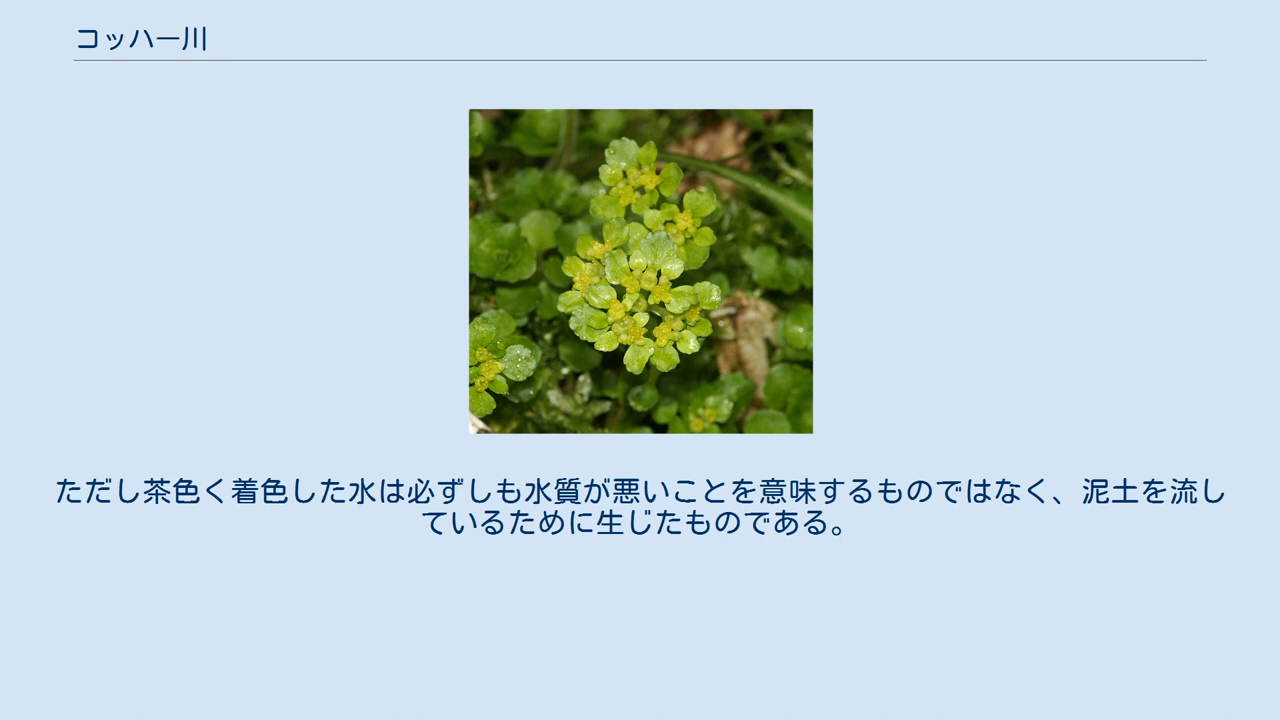 コッハー川
ただし茶色く着色した水は必ずしも水質が悪いことを意味するものではなく、泥土を流し
ているために生じたものである。